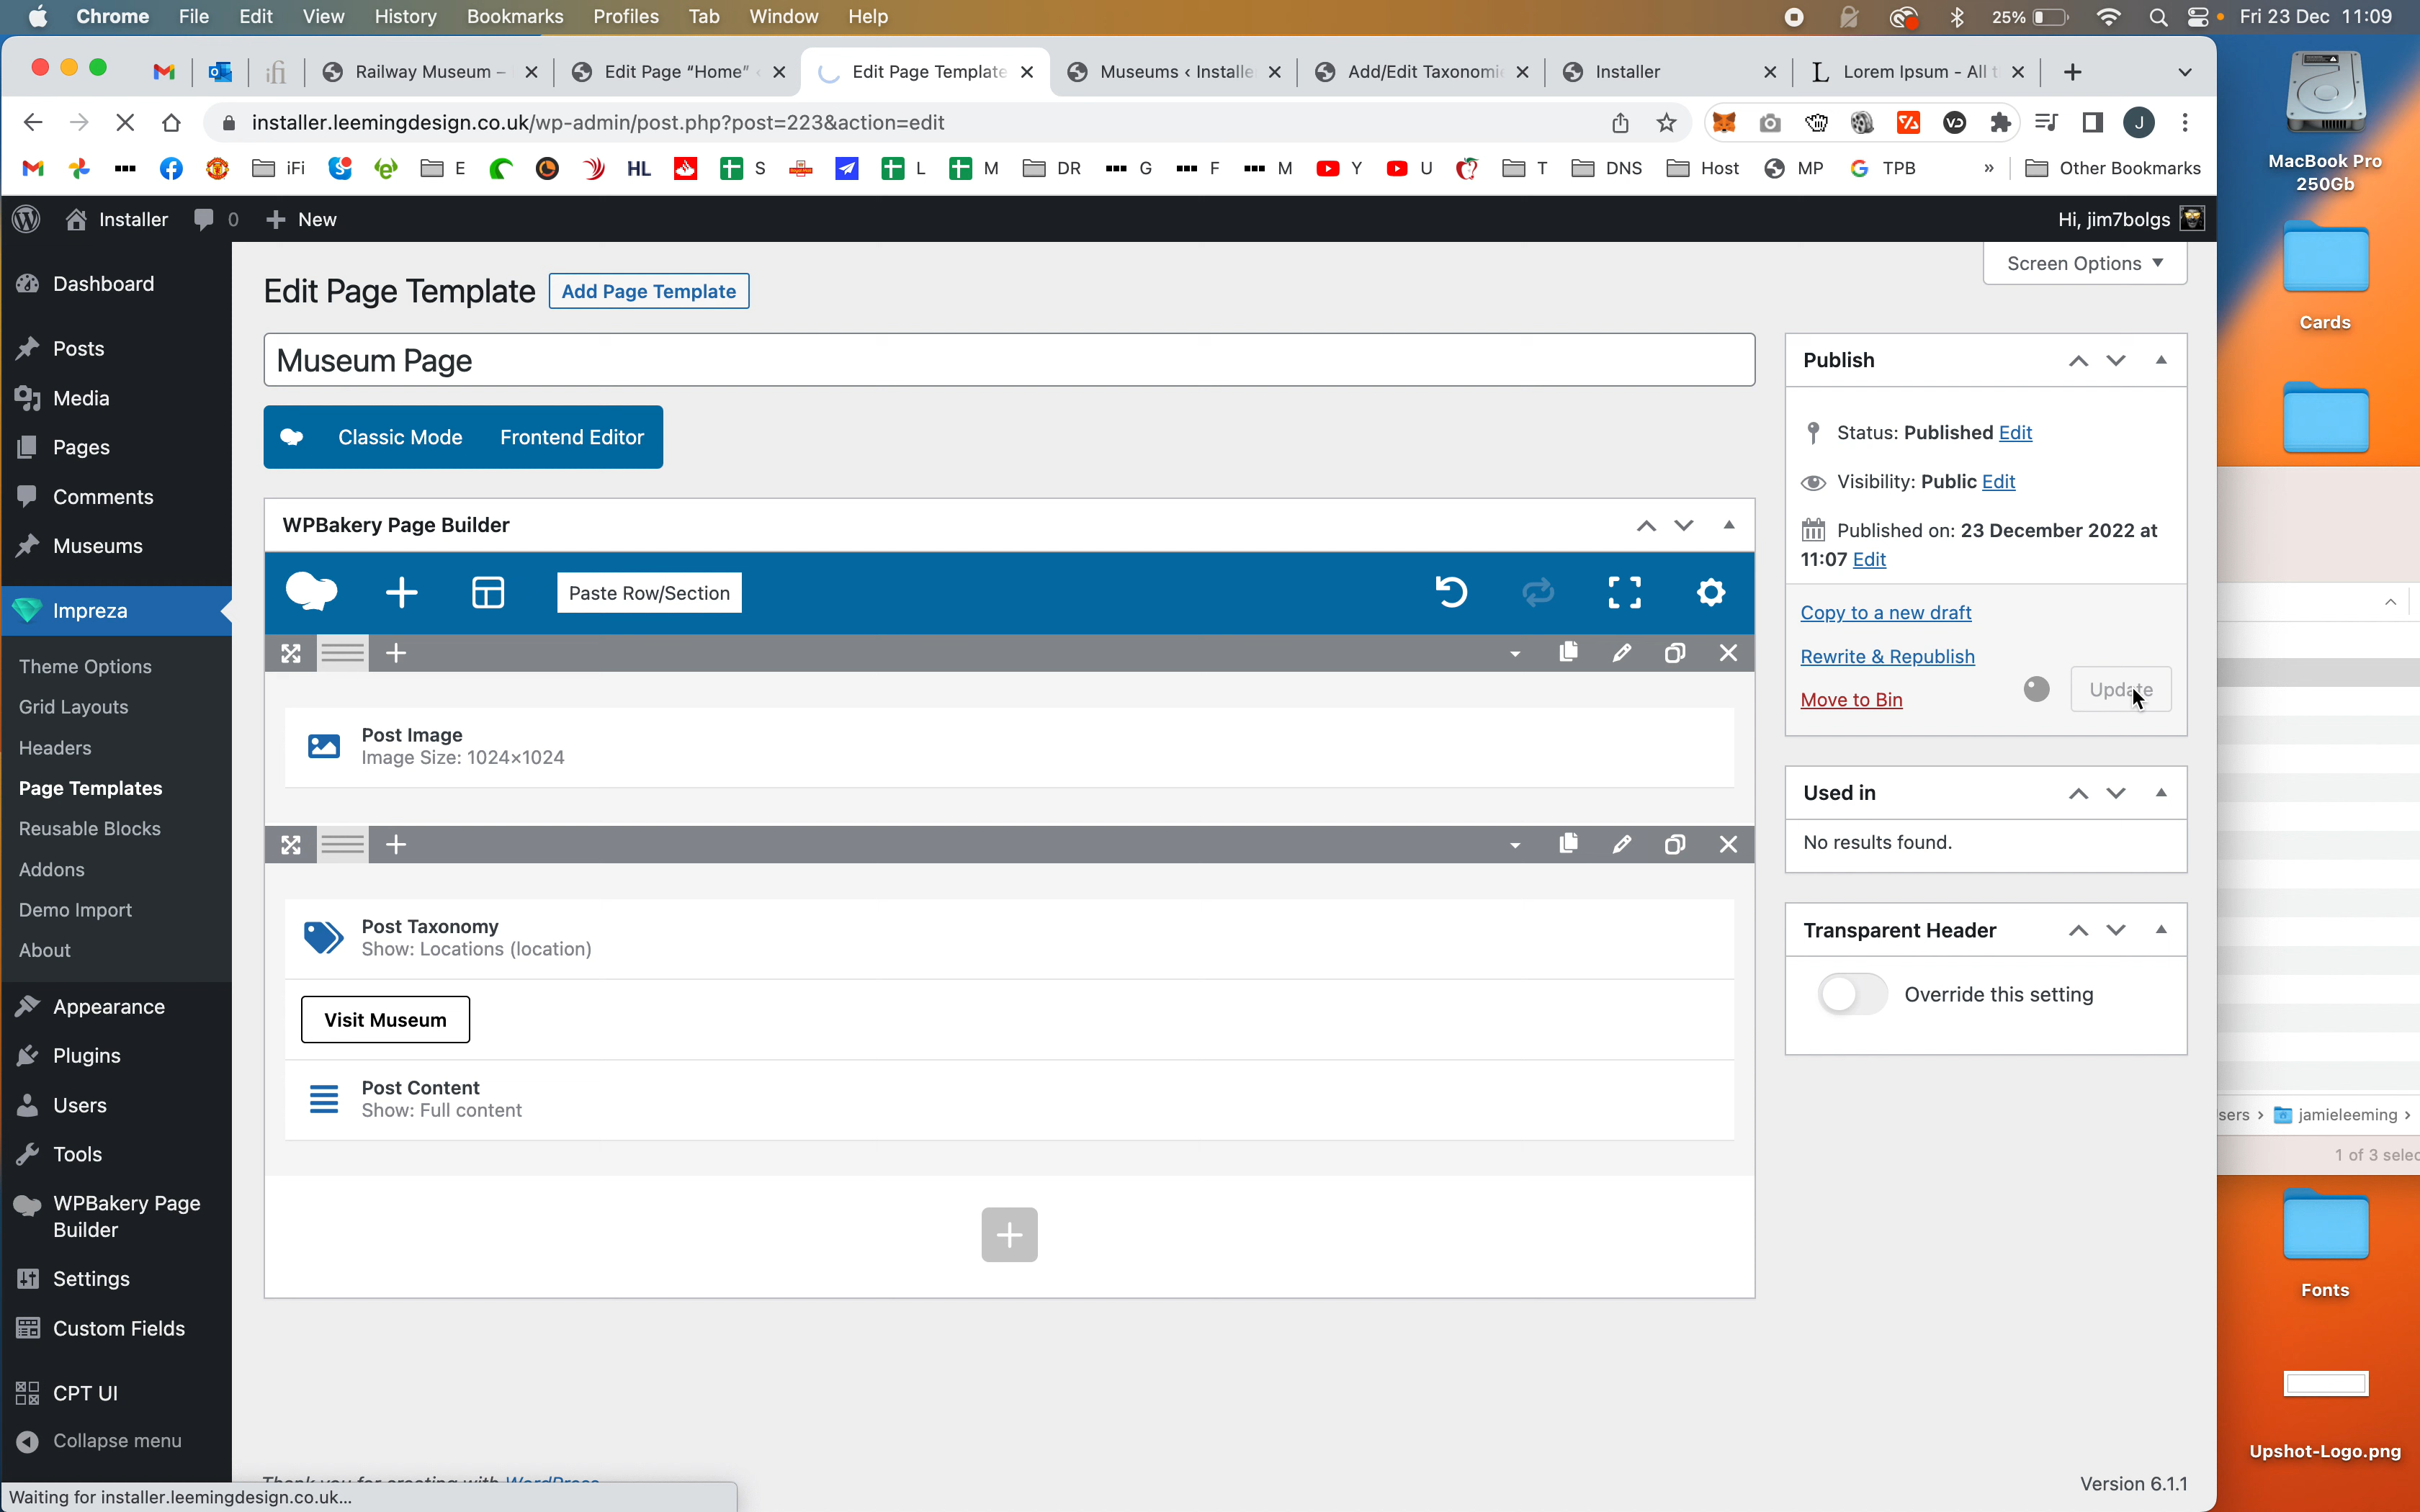 Chrome File Edit View History Bookmarks Profiles Tab Window Help 25% Fri 23 Dec 11:09
Railway Museum – Edit Page “Home” Edit Page Template Museums ‹ Installe Add/Edit Taxonomi Installer Lorem Ipsum - All t
installer.leemingdesign.co.uk/wp-admin/post.php?post=223&action=edit J
iFi E HL S L M DR G F M Y U T DNS Host MP TPB » Other Bookmarks
Installer 0 New Hi, jim7bolgs
Screen Options
Dashboard
Posts
Media
Pages
Comments
Museums
Impreza
Theme Options
Grid Layouts
Headers
Page Templates
Reusable Blocks
Addons
Demo Import
About
Appearance
Plugins
Users
Tools
WPBakery Page
Builder
Settings
Custom Fields
CPT UI
Collapse menu
Edit Page Template Add Page Template
Museum Page
Classic Mode Frontend Editor
WPBakery Page Builder
Paste Row/Section
Post Image
Image Size: 1024×1024
Post Taxonomy
Show: Locations (location)
Visit Museum
Post Content
Show: Full content
Publish
Status: Published Edit
Visibility: Public Edit
Published on: 23 December 2022 at
11:07 Edit
Copy to a new draft
Rewrite & Republish
Move to Bin Update
Used in
No results found.
Transparent Header
Override this setting
Thank you for creating with WordPress
Version 6.1.1
Waiting for installer.leemingdesign.co.uk...
MacBook Pro
250Gb
Cards
sers › jamieleeming ›
1 of 3 selec
Fonts
Upshot-Logo.png